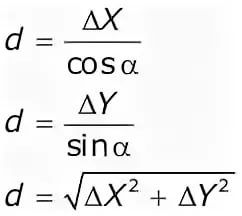 d = ΔX / cos α
d = ΔY / sin α
d = √(ΔX² + ΔY²)